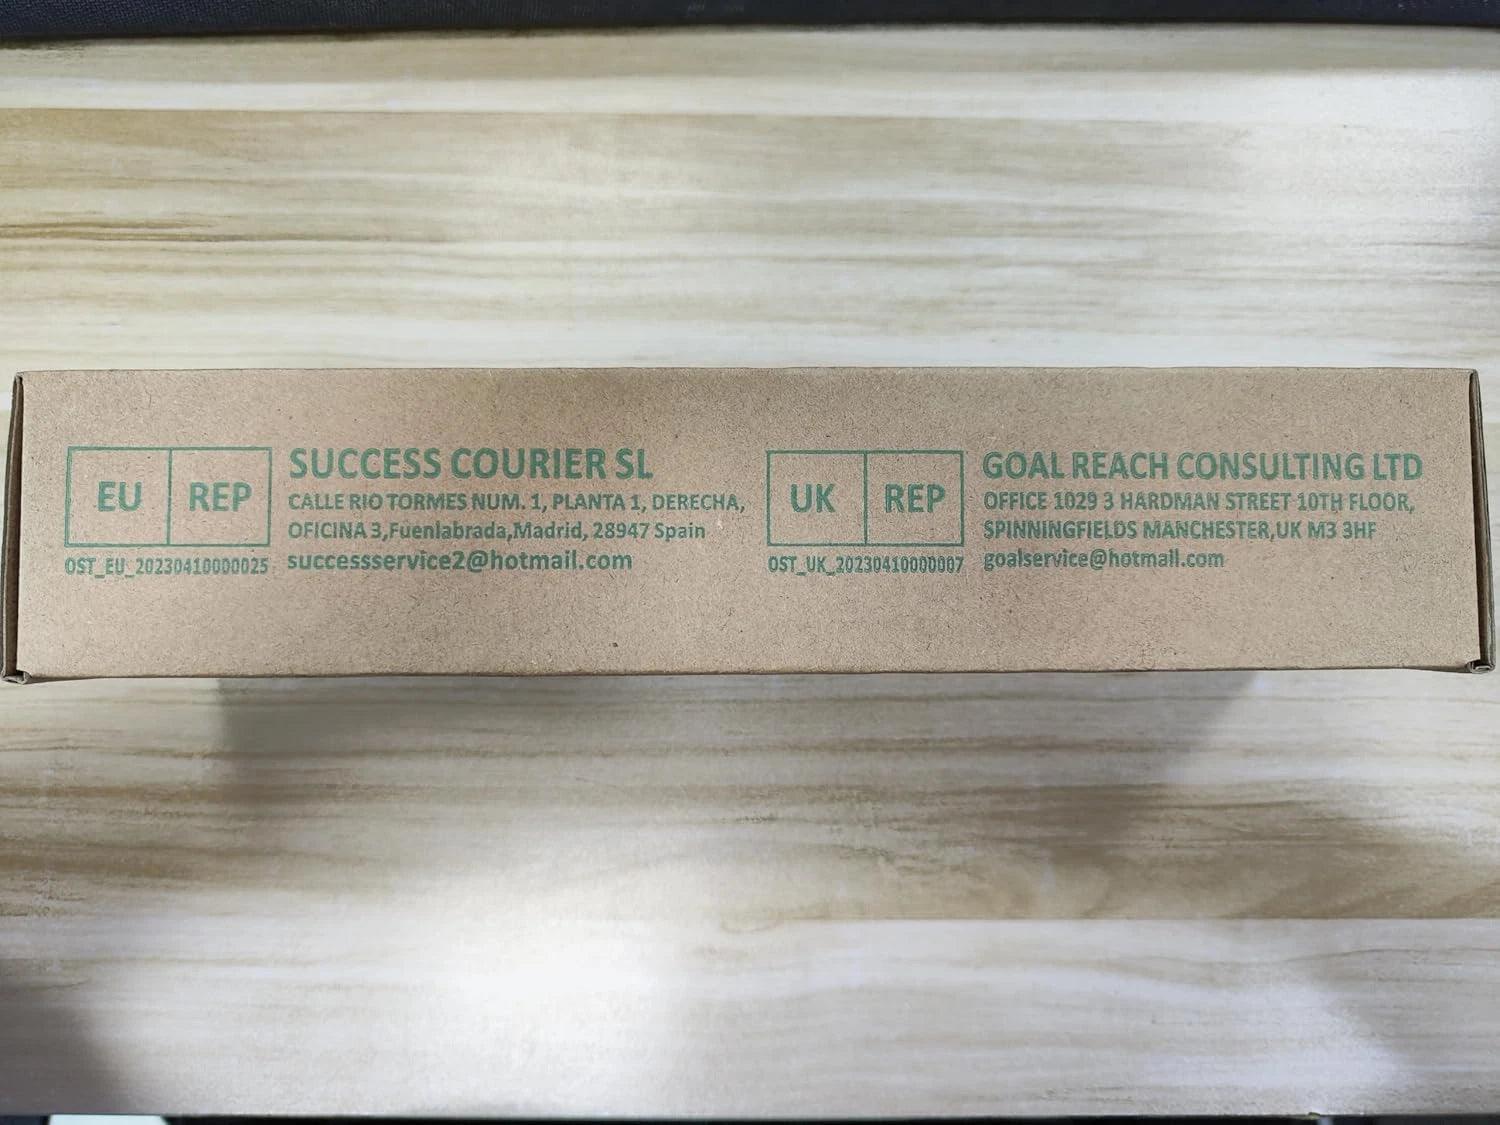 EU REP
SUCCESS COURIER SL
CALLE RIO TORMES NUM. 1, PLANTA 1, DERECHA,
OFICINA 3,Fuenlabrada,Madrid, 28947 Spain
OST_EU_20230410000025
successservice2@hotmail.com
UK REP
GOAL REACH CONSULTING LTD
OFFICE 1029 3 HARDMAN STREET 10TH FLOOR,
SPINNINGFIELDS MANCHESTER,UK M3 3HF
OST_UK_20230410000007
goalservice@hotmail.com